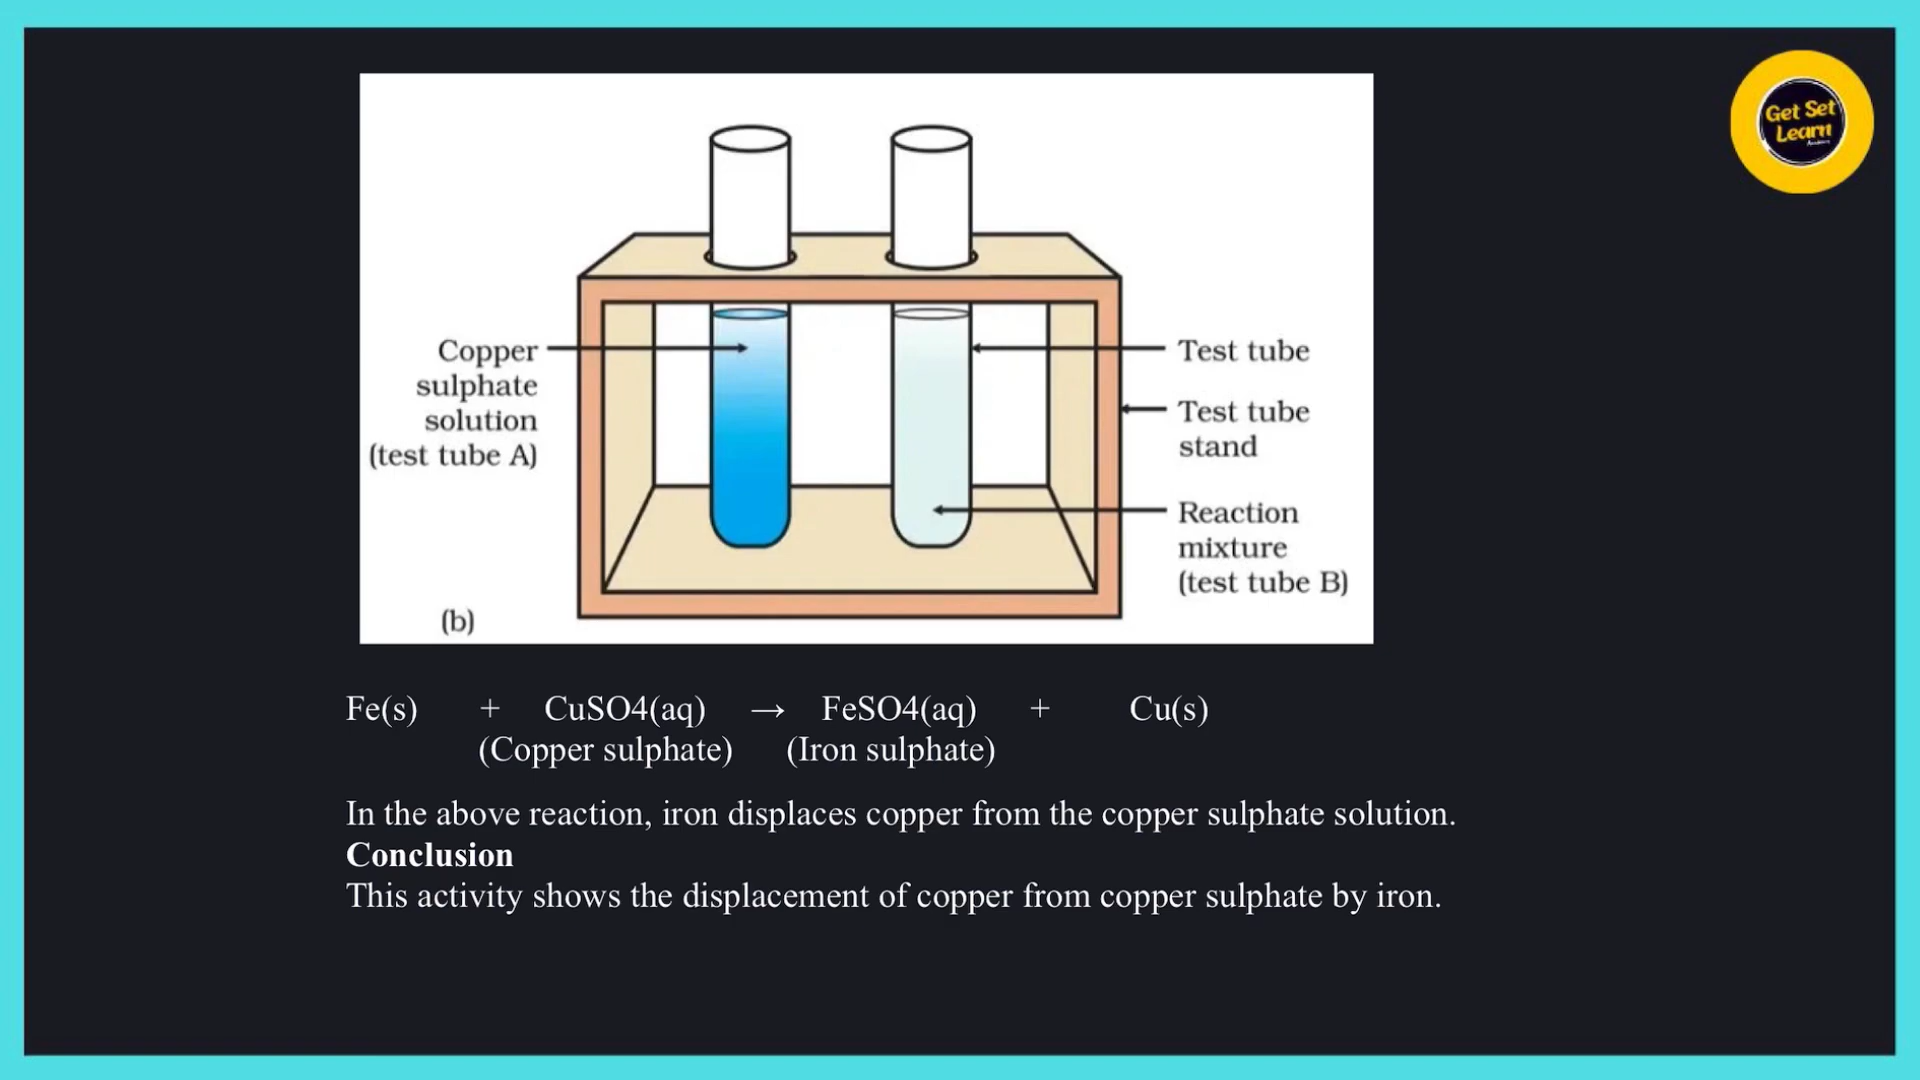 Get Set
Learn
Copper
sulphate
solution
(test tube A)
Test tube
Test tube
stand
Reaction
mixture
(test tube B)
(b)
Fe(s) + CuSO4(aq) → FeSO4(aq) + Cu(s)
(Copper sulphate) (Iron sulphate)
In the above reaction, iron displaces copper from the copper sulphate solution.
Conclusion
This activity shows the displacement of copper from copper sulphate by iron.